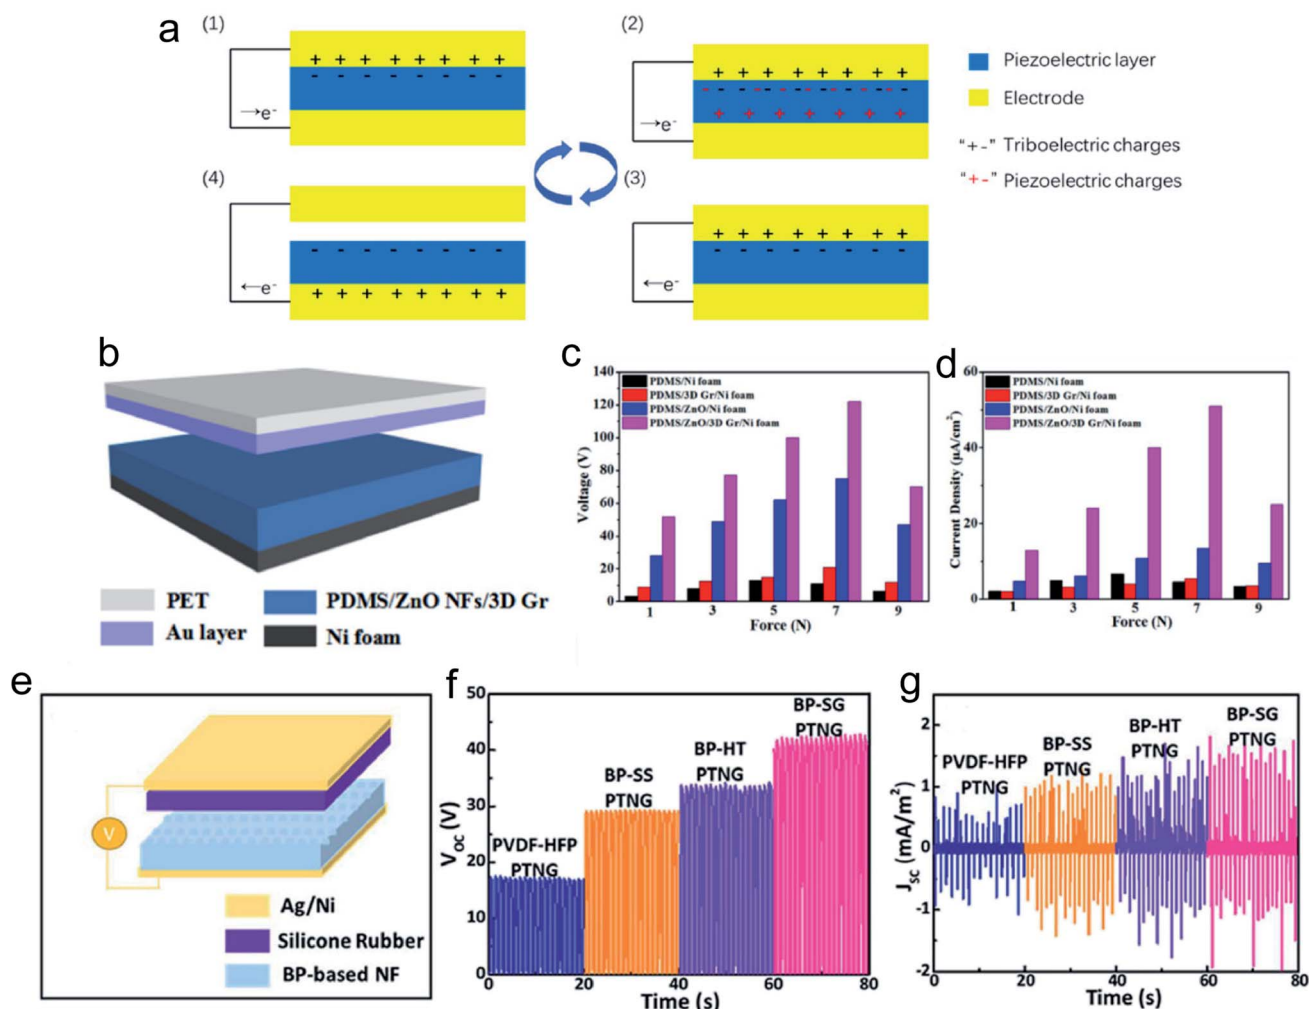 a
(1)
+ + + + + + + +
- - - - - - - -
→e⁻
(2)
+ + + + + + + +
- - - - - - - - - - - - - - -
+ + + + + + +
→e⁻
Piezoelectric layer
Electrode
"+-" Triboelectric charges
"+-" Piezoelectric charges
(4)
- - - - - - - -
←e⁻
+ + + + + + + +
(3)
+ + + + + + + +
- - - - - - - -
←e⁻
b
PET
PDMS/ZnO NFs/3D Gr
Au layer
Ni foam
c
140
120
100
80
60
40
20
0
Voltage (V)
PDMS/Ni foam
PDMS/3D Gr/Ni foam
PDMS/ZnO/Ni foam
PDMS/ZnO/3D Gr/Ni foam
1 3 5 7 9
Force (N)
d
60
40
20
0
Current Density (μA/cm²)
PDMS/Ni foam
PDMS/3D Gr/Ni foam
PDMS/ZnO/Ni foam
PDMS/ZnO/3D Gr/Ni foam
1 3 5 7 9
Force (N)
e
V
Ag/Ni
Silicone Rubber
BP-based NF
f
50
40
30
20
10
0
V_OC (V)
PVDF-HFP
PTNG
BP-SS
PTNG
BP-HT
PTNG
BP-SG
PTNG
0 20 40 60 80
Time (s)
g
2
1
0
-1
-2
J_SC (mA/m²)
PVDF-HFP
PTNG
BP-SS
PTNG
BP-HT
PTNG
BP-SG
PTNG
0 20 40 60 80
Time (s)